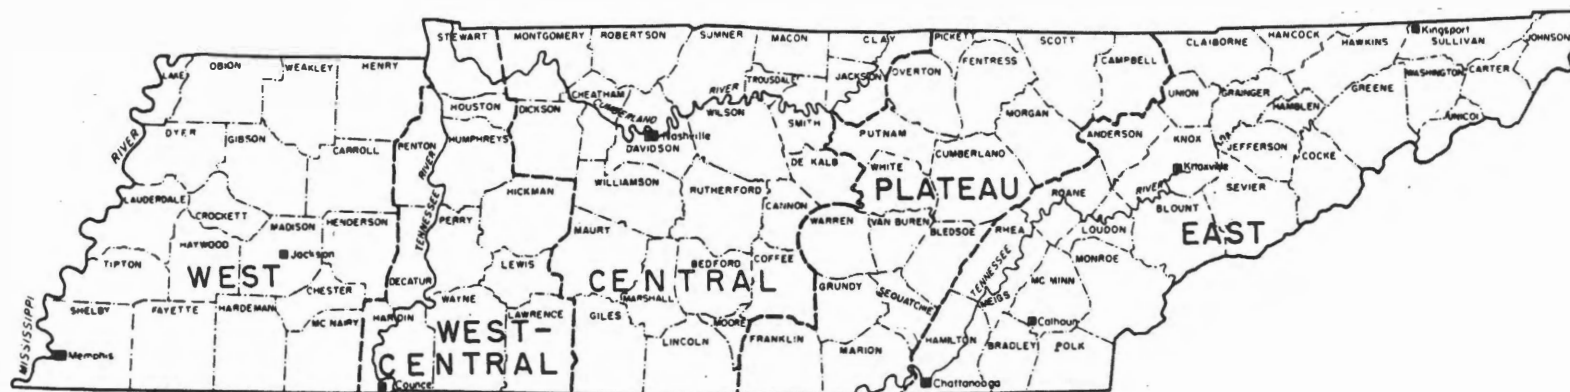 STEWART MONTGOMERY ROBERTSON SUMNER MACON CLAY PICKETT SCOTT CLAIBORNE HANCOCK HAWKINS Kingsport SULLIVAN JOHNSON
LAKE OBION WEAKLEY HENRY
TROUSDALE JACKSON OVERTON FENTRESS CAMPBELL WASHINGTON CARTER
HOUSTON DICKSON CHEATHAM CUMBERLAND RIVER WILSON SMITH MORGAN UNION GRAINGER HAMBLEN GREENE UNICOI
RIVER DYER GIBSON CARROLL BENTON HUMPHREYS Nashville DAVIDSON PUTNAM ANDERSON KNOX JEFFERSON COCKE
DE KALB WHITE CUMBERLAND Knoxville
LAUDERDALE HICKMAN WILLIAMSON RUTHERFORD PLATEAU ROANE RIVER SEVIER
CROCKETT MADISON HENDERSON TENNESSEE RIVER PERRY MAURY CANNON WARREN VAN BUREN BLEDSOE RHEA LOUDON BLOUNT EAST
TIPTON HAYWOOD Jackson LEWIS BEDFORD COFFEE TENNESSEE MONROE
WEST DECATUR CENTRAL GRUNDY MC MINN
CHESTER WAYNE MARSHALL SEQUATCHIE MEIGS
SHELBY FAYETTE HARDEMAN MC NAIRY HARDIN LAWRENCE GILES MOORE Calhoun
MISSISSIPPI Memphis WEST- LINCOLN FRANKLIN MARION HAMILTON BRADLEY POLK
CENTRAL
Counce Chattanooga